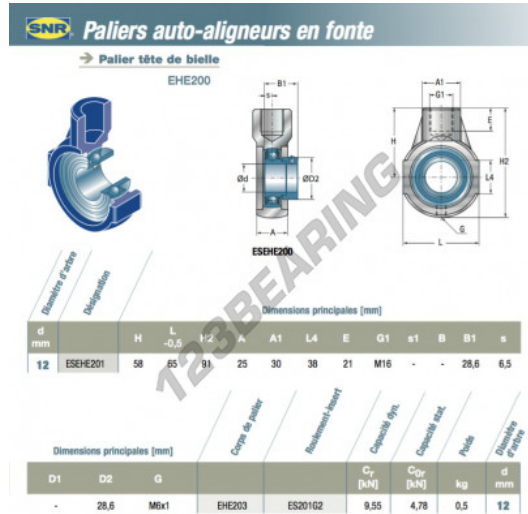 SNR Paliers auto-aligneurs en fonte
Palier tête de bielle
EHE200
B1
s
Ød
ØD2
A
ESEHE200
A1
G1
E
H
H2
L4
G
L
123BEARING
Diamètre d'arbre
Désignation
Dimensions principales [mm]
d mm H L -0,5 H2 A A1 L4 E G1 s1 B B1 s
12 ESEHE201 58 65 91 25 30 38 21 M16 - - 28,6 6,5
Dimensions principales [mm]
Corps de palier
Roulement-insert
Capacité dyn.
Capacité stat.
Poids
Diamètre d'arbre
D1 D2 G Cr [kN] C0r [kN] kg d mm
- 28,6 M6x1 EHE203 ES201G2 9,55 4,78 0,5 12